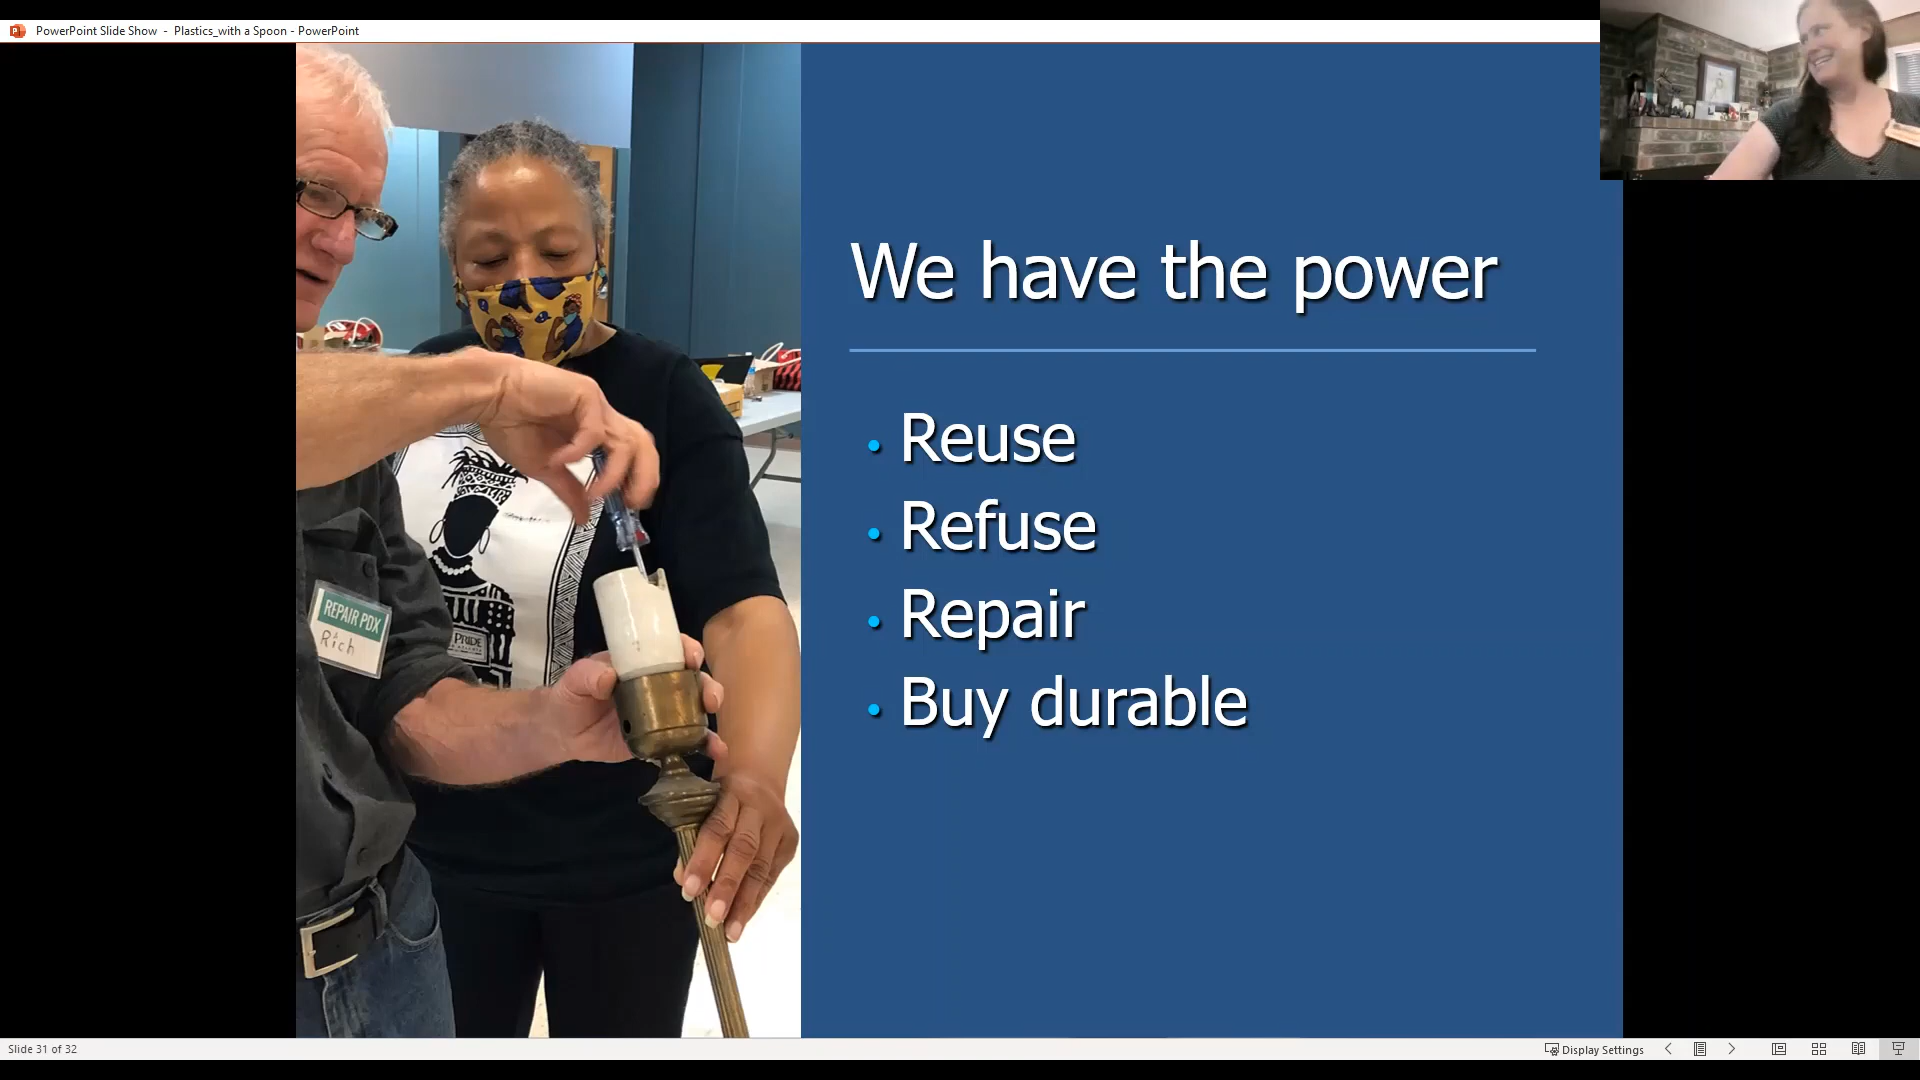 PowerPoint Slide Show - Plastics_with a Spoon - PowerPoint
We have the power
• Reuse
• Refuse
• Repair
• Buy durable
REPAIR PDX
Rich
PRIDE
Slide 31 of 32
Display Settings